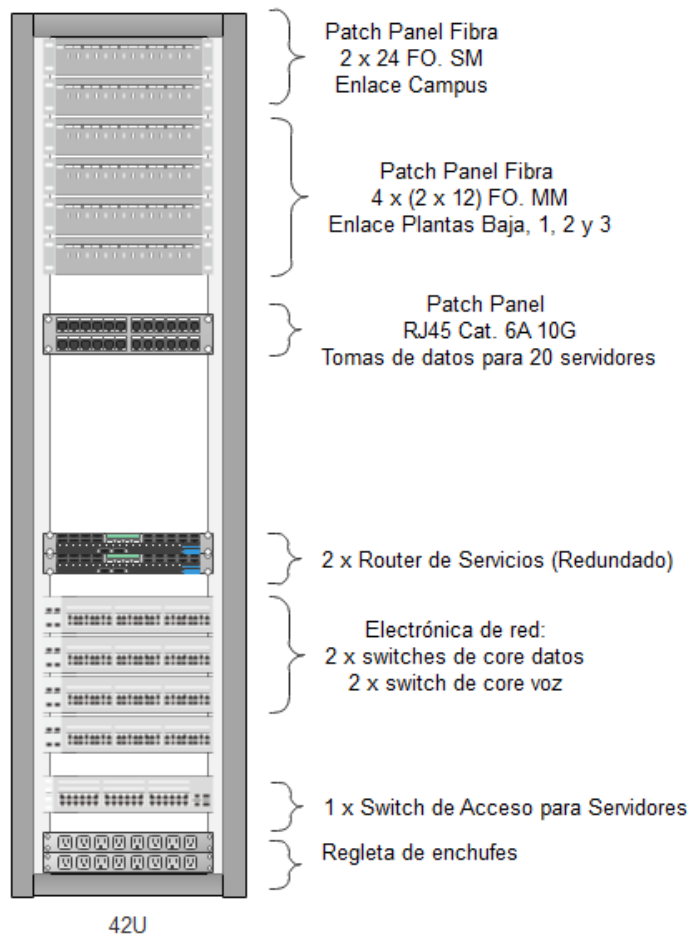 Patch Panel Fibra
2 x 24 FO. SM
Enlace Campus
Patch Panel Fibra
4 x (2 x 12) FO. MM
Enlace Plantas Baja, 1, 2 y 3
Patch Panel
RJ45 Cat. 6A 10G
Tomas de datos para 20 servidores
2 x Router de Servicios (Redundado)
Electrónica de red:
2 x switches de core datos
2 x switch de core voz
1 x Switch de Acceso para Servidores
Regleta de enchufes
42U